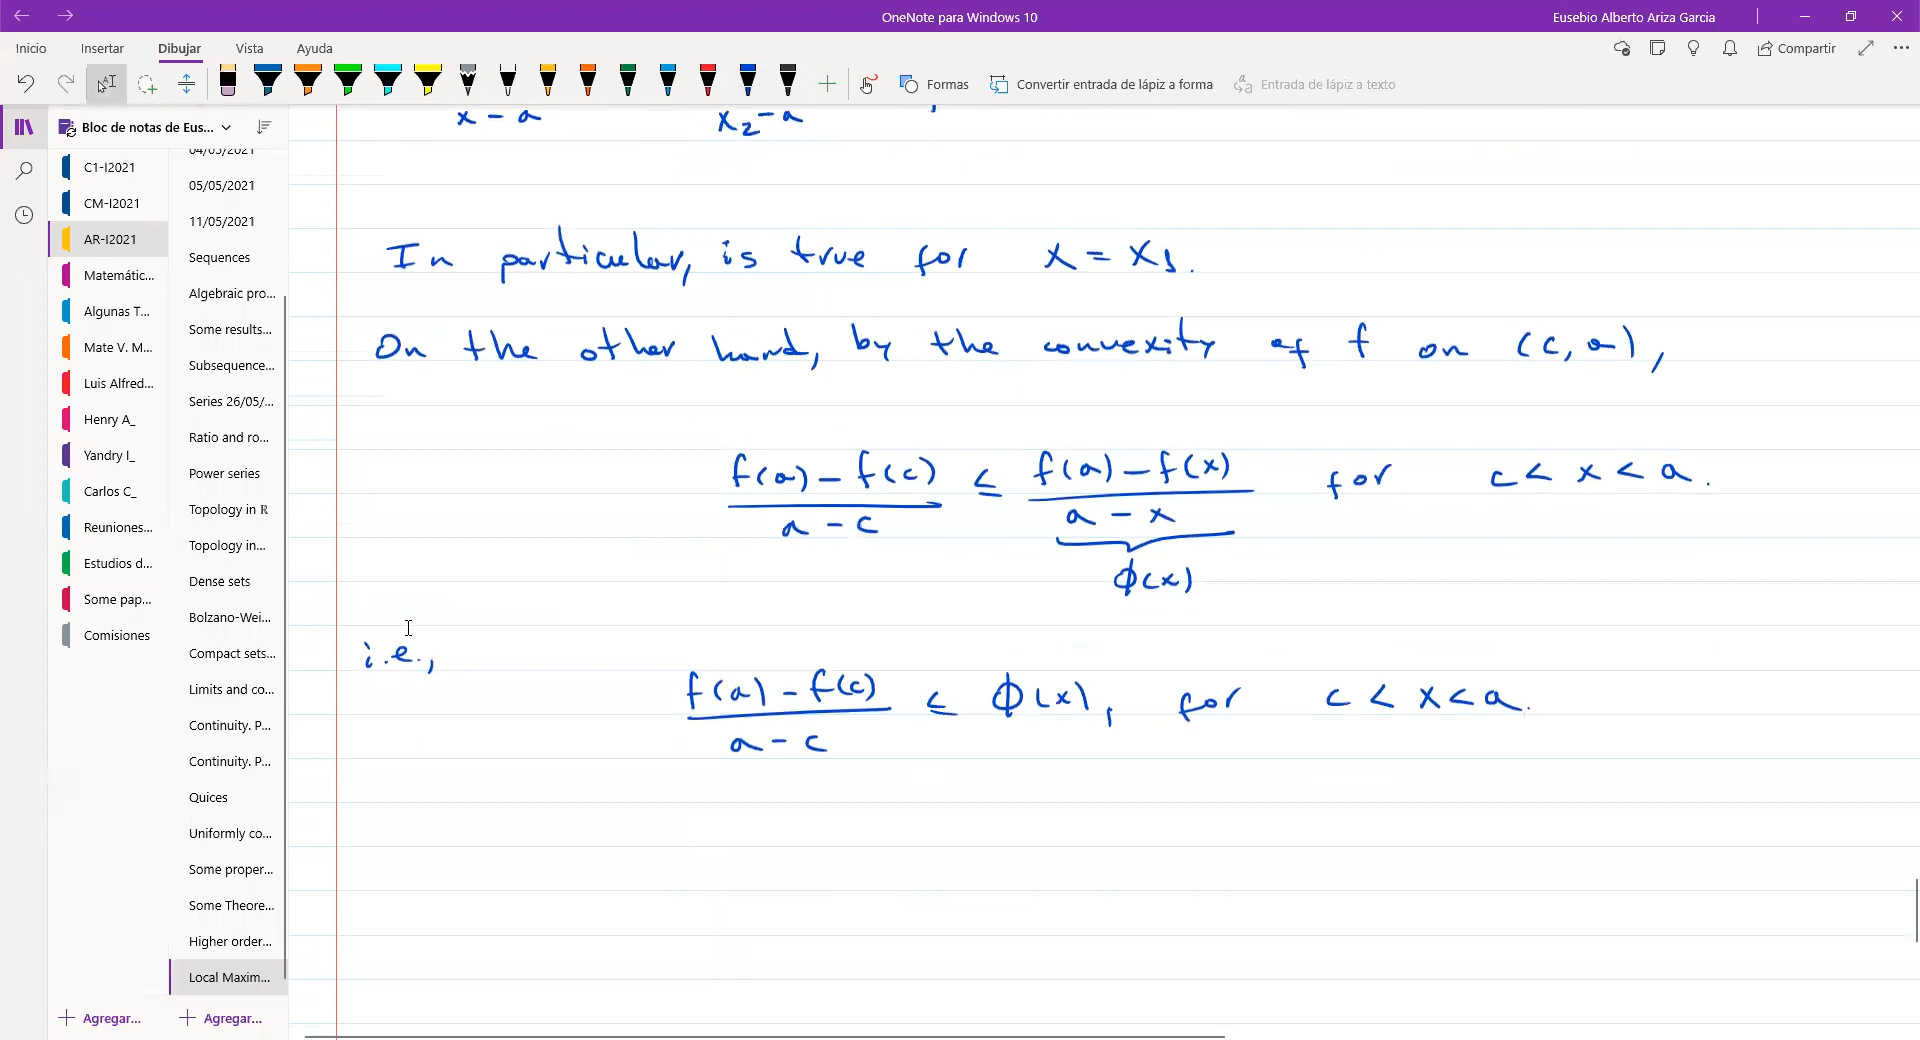 OneNote para Windows 10
Eusebio Alberto Ariza Garcia
Inicio Insertar Dibujar Vista Ayuda
Compartir
Formas
Convertir entrada de lápiz a forma
Entrada de lápiz a texto
Bloc de notas de Eus...
C1-I2021
CM-I2021
AR-I2021
Matemátic...
Algunas T...
Mate V. M...
Luis Alfred...
Henry A_
Yandry I_
Carlos C_
Reuniones...
Estudios d...
Some pap...
Comisiones
Agregar...
04/05/2021
05/05/2021
11/05/2021
Sequences
Algebraic pro...
Some results...
Subsequence...
Series 26/05/...
Ratio and ro...
Power series
Topology in ℝ
Topology in...
Dense sets
Bolzano-Wei...
Compact sets...
Limits and co...
Continuity. P...
Continuity. P...
Quices
Uniformly co...
Some proper...
Some Theore...
Higher order...
Local Maxim...
Agregar...
x - a x₂ - a ,
In particular, is true for x = x₁.
On the other hand, by the convexity of f on (c, a),
f(a) - f(c) ≤ f(a) - f(x) for c < x < a.
a - c a - x
ϕ(x)
i.e.,
f(a) - f(c) ≤ ϕ(x), for c < x < a.
a - c